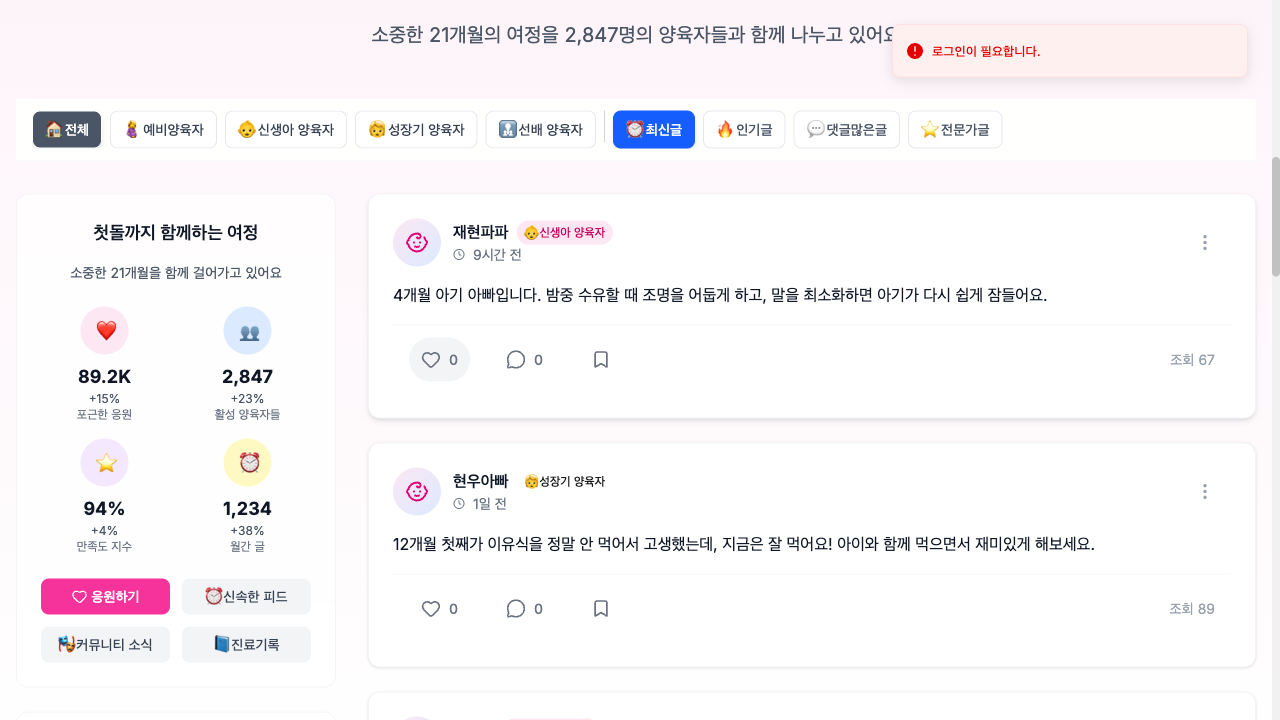 소중한 21개월의 여정을 2,847명의 양육자들과 함께 나누고 있어요
로그인이 필요합니다.
전체
예비양육자
신생아 양육자
성장기 양육자
선배 양육자
최신글
인기글
댓글많은글
전문가글
첫돌까지 함께하는 여정
소중한 21개월을 함께 걸어가고 있어요
89.2K
+15%
포근한 응원
2,847
+23%
활성 양육자들
94%
+4%
만족도 지수
1,234
+38%
월간 글
응원하기
신속한 피드
커뮤니티 소식
진료기록
재현파파
신생아 양육자
9시간 전
4개월 아기 아빠입니다. 밤중 수유할 때 조명을 어둡게 하고, 말을 최소화하면 아기가 다시 쉽게 잠들어요.
0
0
조회 67
현우아빠
성장기 양육자
1일 전
12개월 첫째가 이유식을 정말 안 먹어서 고생했는데, 지금은 잘 먹어요! 아이와 함께 먹으면서 재미있게 해보세요.
0
0
조회 89